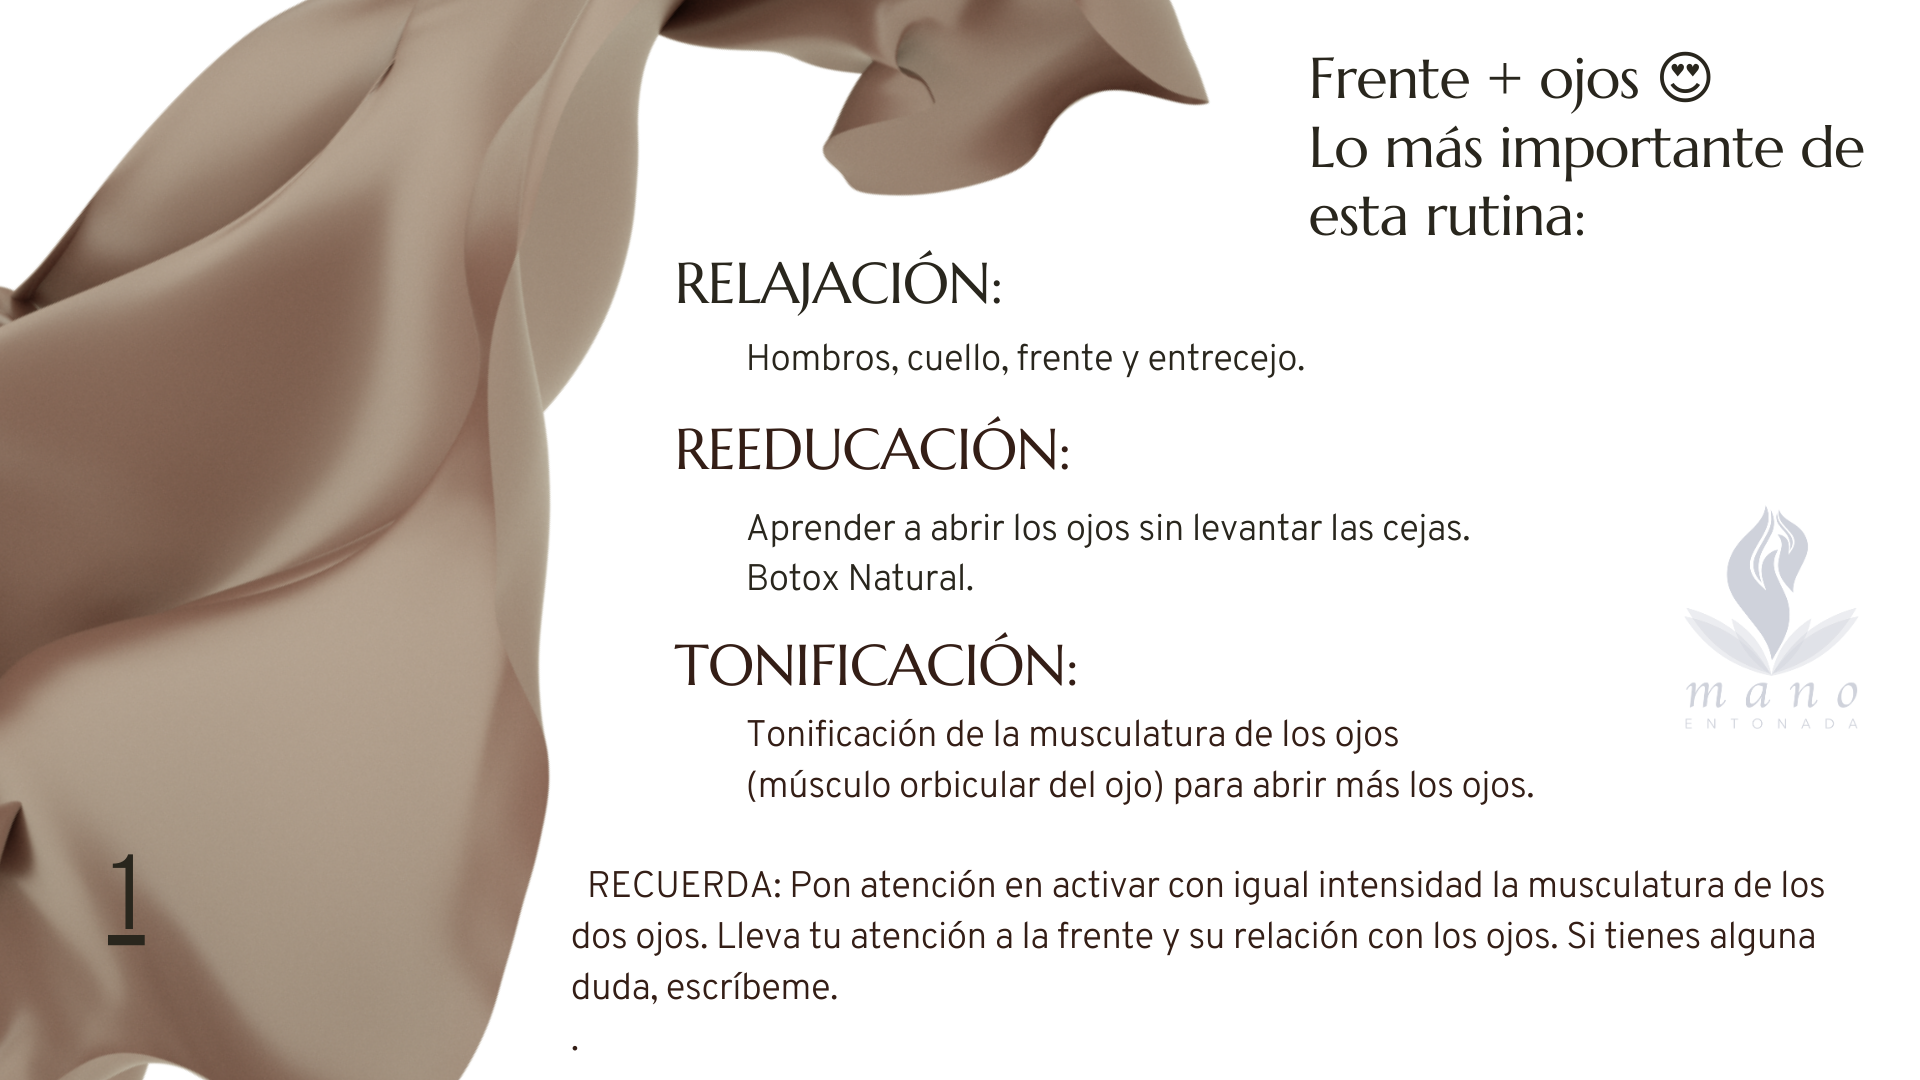 Frente + ojos 😍
Lo más importante de
esta rutina:
RELAJACIÓN:
Hombros, cuello, frente y entrecejo.
REEDUCACIÓN:
Aprender a abrir los ojos sin levantar las cejas.
Botox Natural.
TONIFICACIÓN:
Tonificación de la musculatura de los ojos
(músculo orbicular del ojo) para abrir más los ojos.
mano
ENTONADA
1
RECUERDA: Pon atención en activar con igual intensidad la musculatura de los
dos ojos. Lleva tu atención a la frente y su relación con los ojos. Si tienes alguna
duda, escríbeme.
.